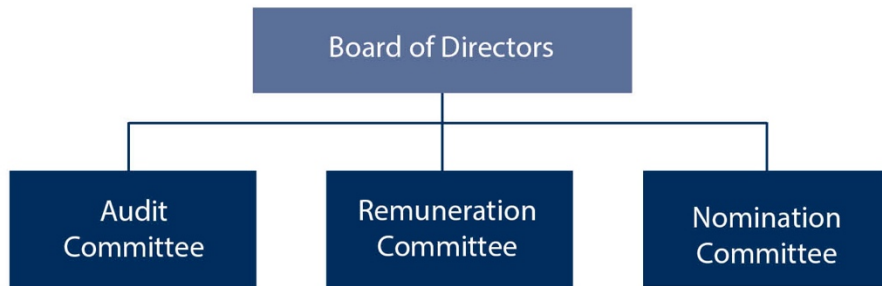 Board of Directors
Audit
Committee
Remuneration
Committee
Nomination
Committee